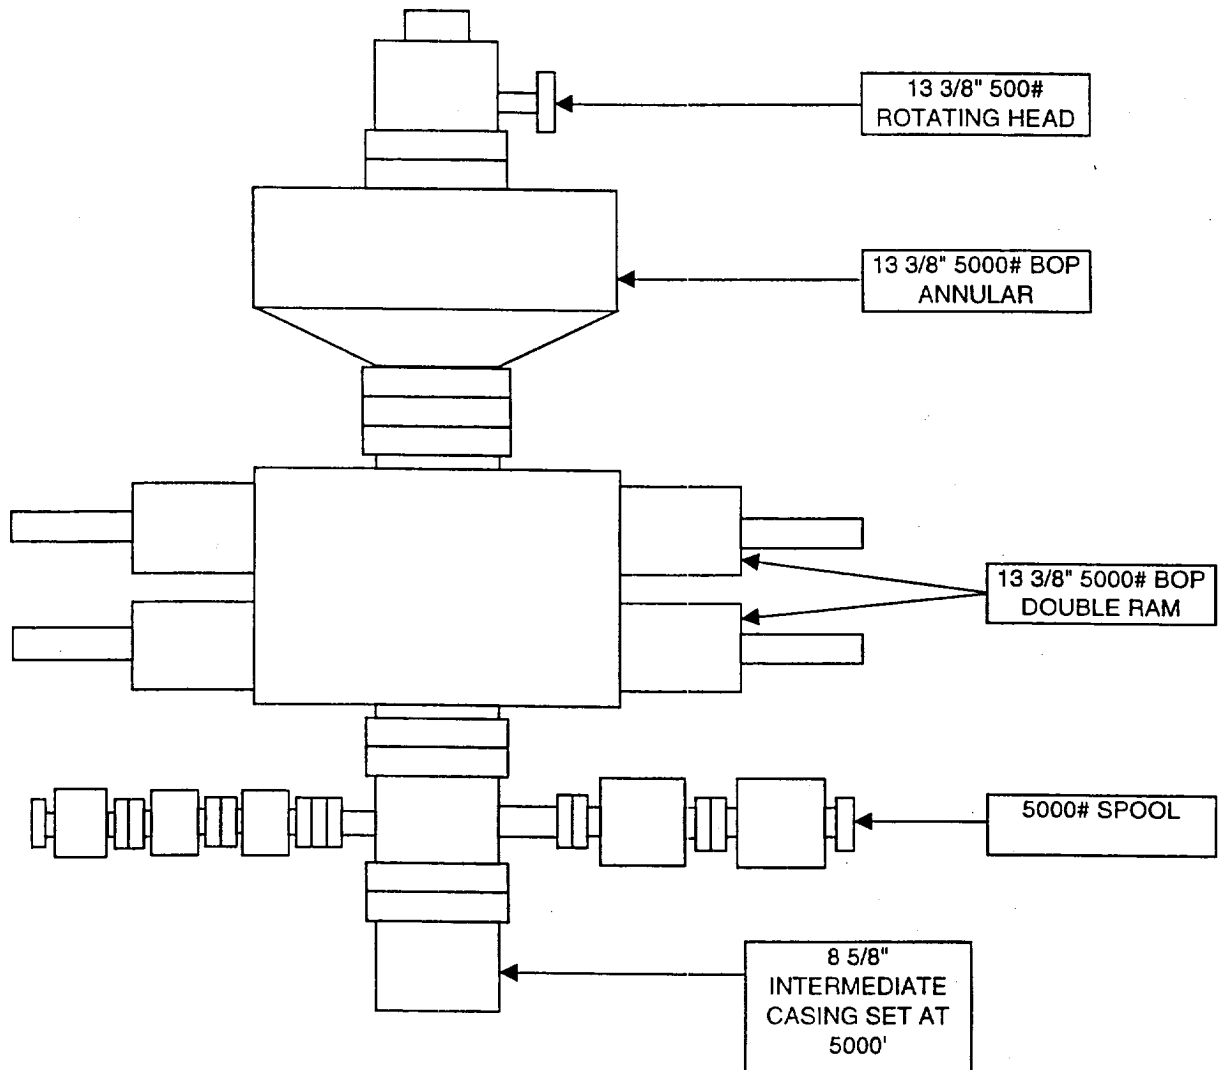 13 3/8" 500#
ROTATING HEAD
13 3/8" 5000# BOP
ANNULAR
13 3/8" 5000# BOP
DOUBLE RAM
5000# SPOOL
8 5/8"
INTERMEDIATE
CASING SET AT
5000'